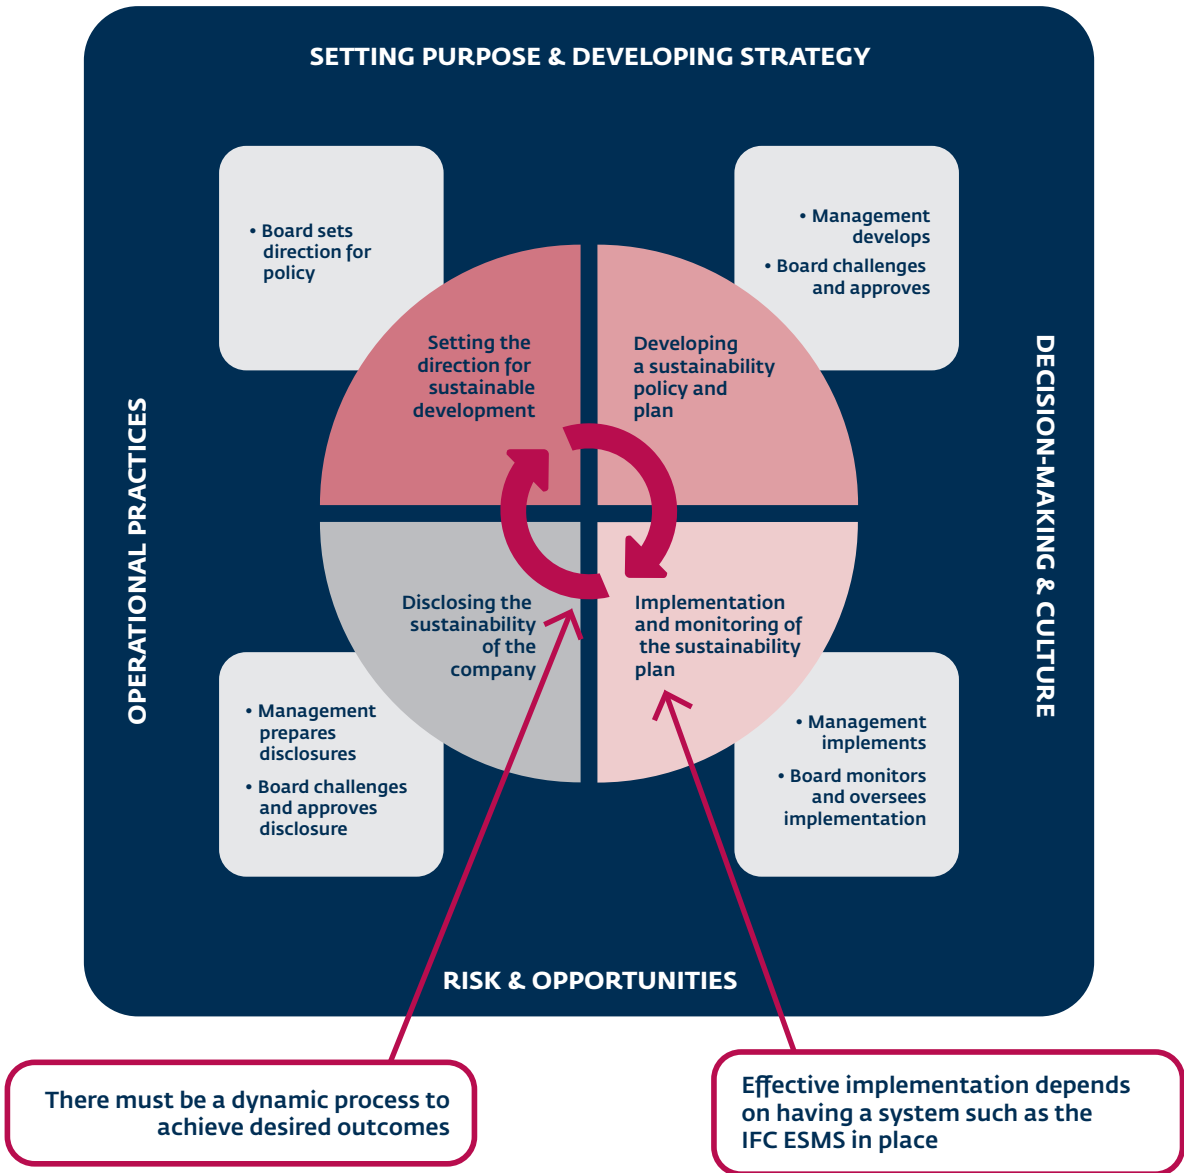 SETTING PURPOSE & DEVELOPING STRATEGY
• Board sets
direction for
policy
• Management
develops
• Board challenges
and approves
Setting the
direction for
sustainable
development
Developing
a sustainability
policy and
plan
OPERATIONAL PRACTICES
DECISION-MAKING & CULTURE
Disclosing the
sustainability
of the
company
Implementation
and monitoring of
the sustainability
plan
• Management
prepares
disclosures
• Board challenges
and approves
disclosure
• Management
implements
• Board monitors
and oversees
implementation
RISK & OPPORTUNITIES
There must be a dynamic process to
achieve desired outcomes
Effective implementation depends
on having a system such as the
IFC ESMS in place